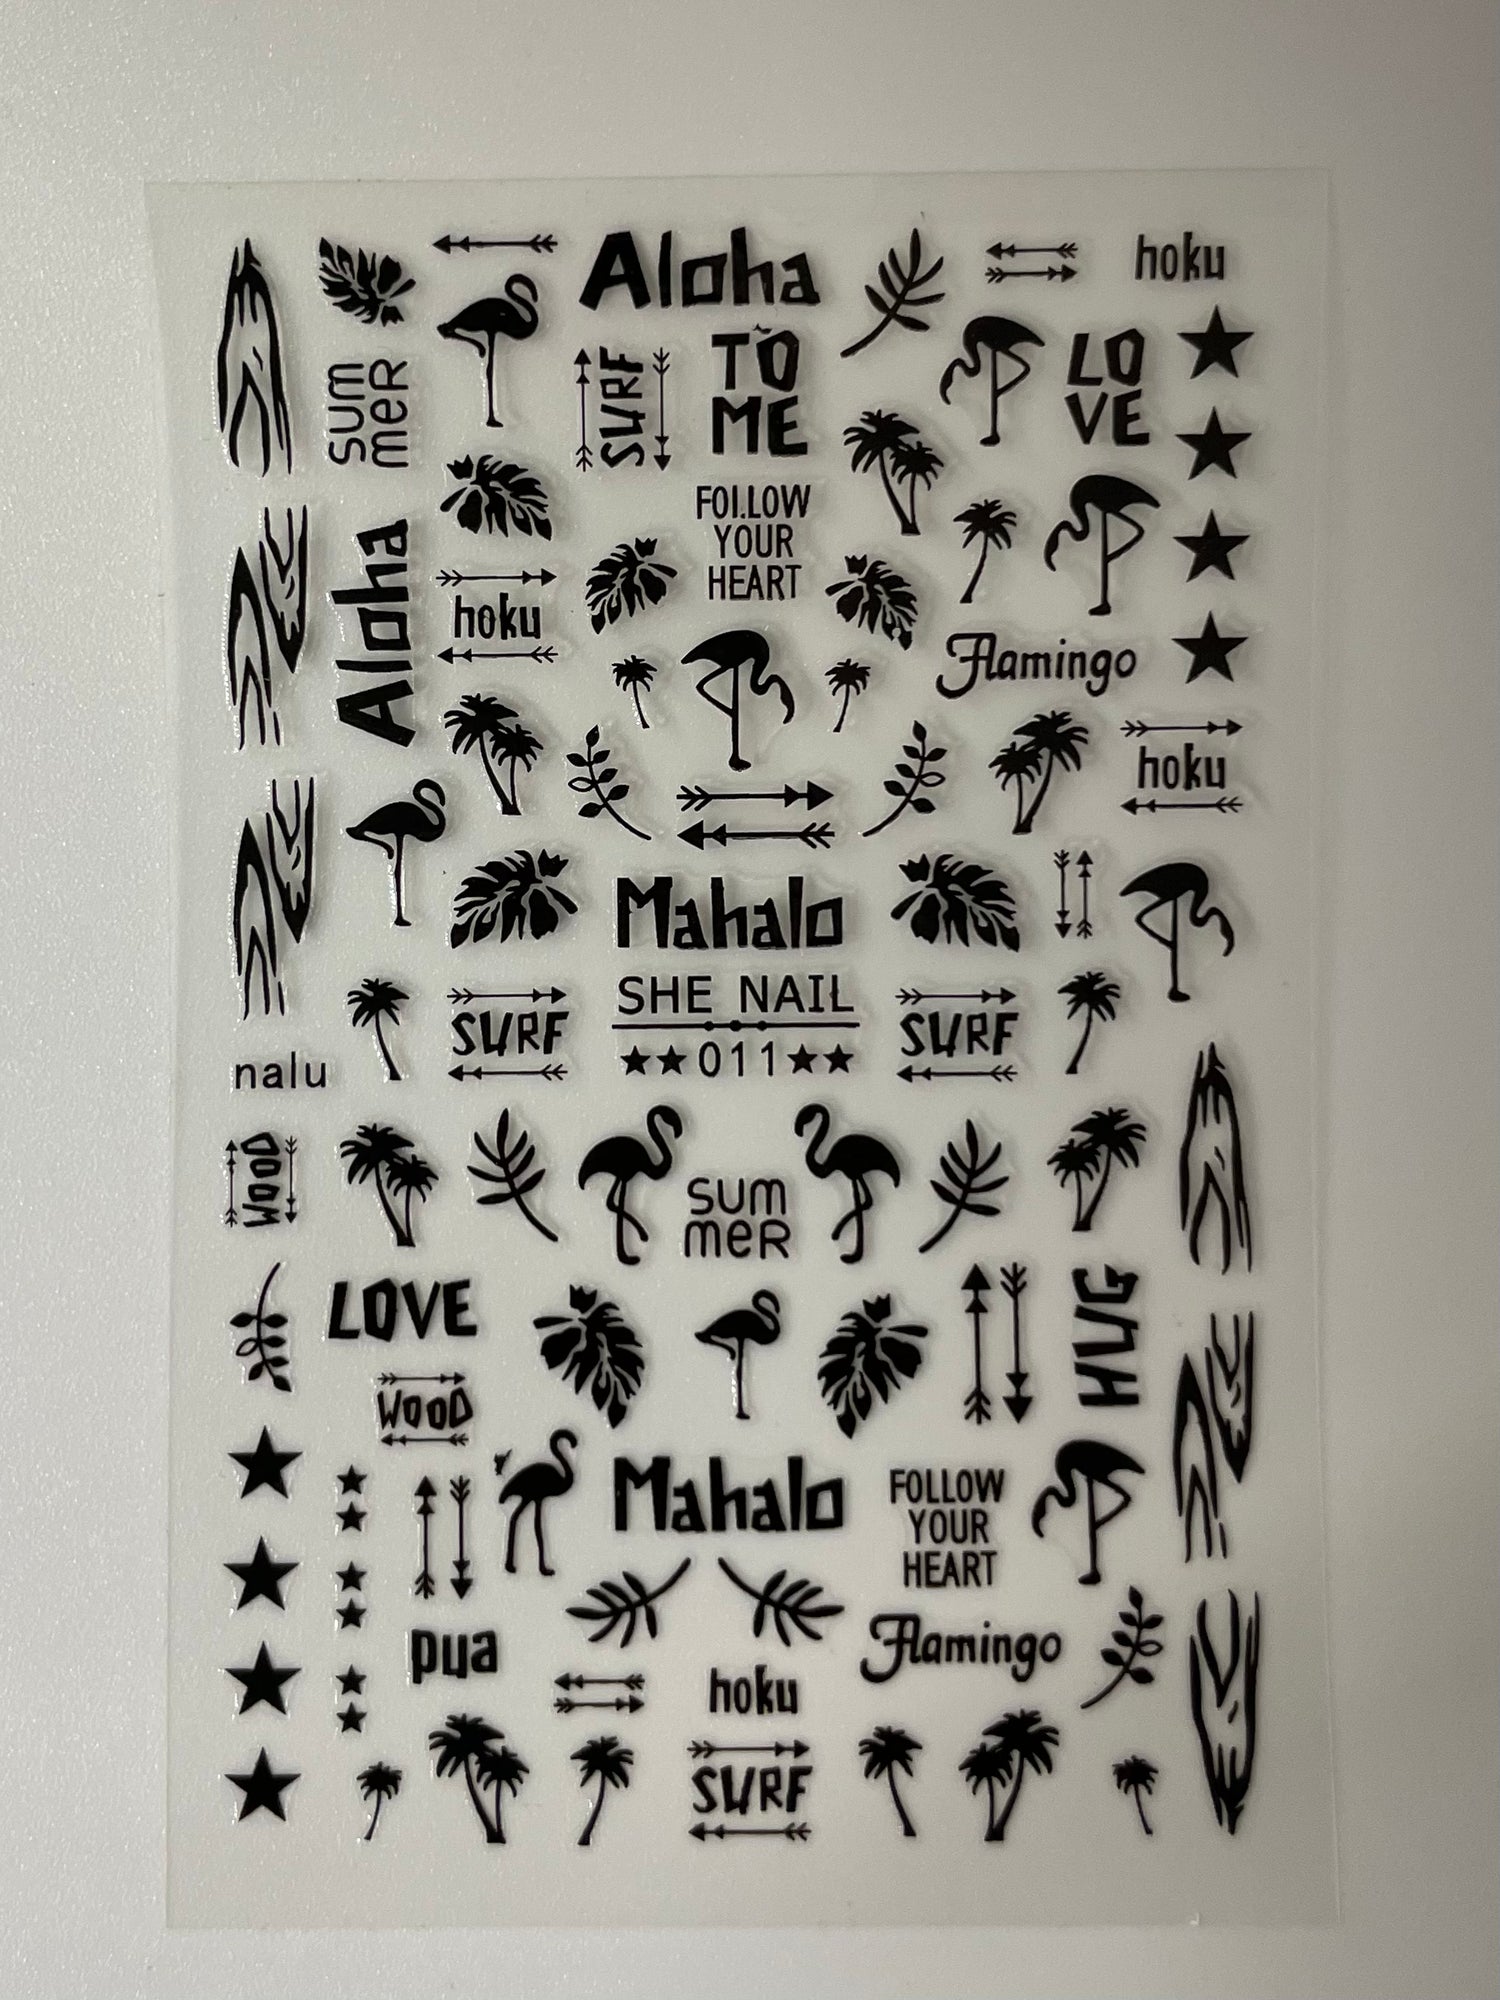 Aloha
hoku
SUM
MER
SURF
TO
ME
LO
VE
FOLLOW
YOUR
HEART
Aloha
hoku
Flamingo
hoku
Mahalo
SHE NAIL
★★011★★
SURF
SURF
nalu
WOOD
SUM
MER
LOVE
HUG
WOOD
Mahalo
FOLLOW
YOUR
HEART
pua
Flamingo
hoku
SURF